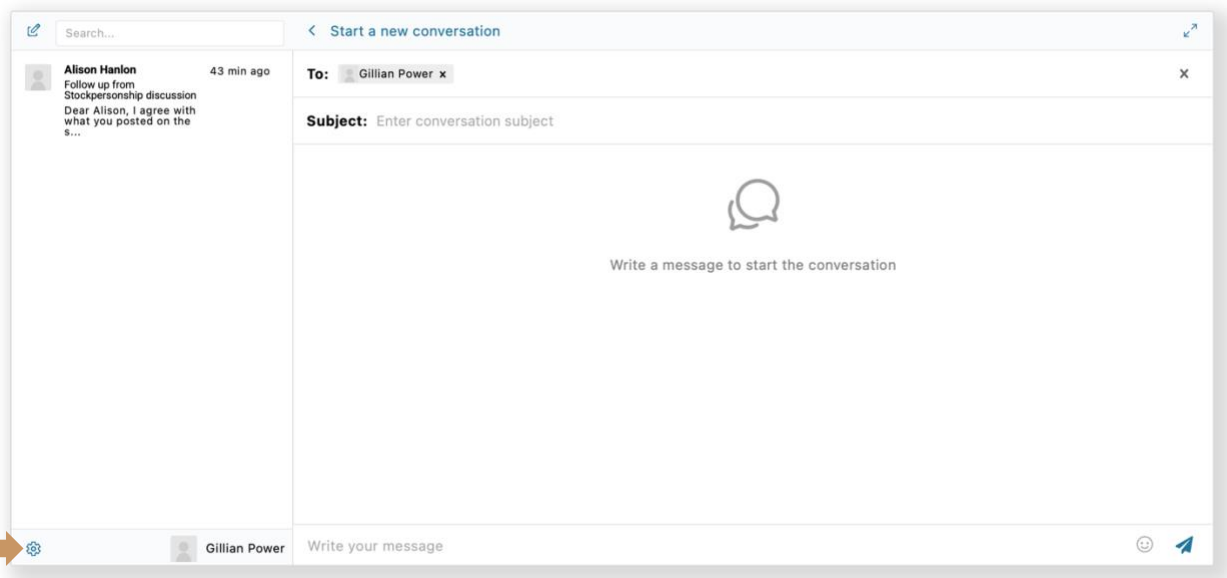 Search...
Start a new conversation
Alison Hanlon
43 min ago
Follow up from
Stockpersonship discussion
Dear Alison, I agree with
what you posted on the
s...
To: Gillian Power x
x
Subject: Enter conversation subject
Write a message to start the conversation
Gillian Power
Write your message